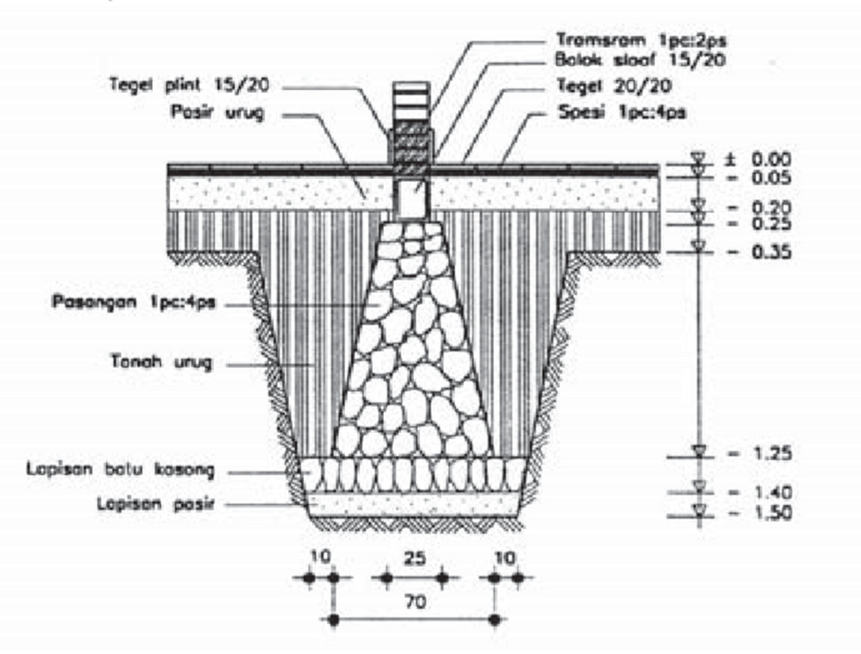 Tramsram 1pc:2ps
Balok sloof 15/20
Tegel plint 15/20
Tegel 20/20
Pasir urug
Spesi 1pc:4ps
± 0.00
- 0.05
- 0.20
- 0.25
- 0.35
Pasangan 1pc:4ps
Tanah urug
- 1.25
Lapisan batu kosong
- 1.40
Lapisan pasir
- 1.50
10
25
10
70